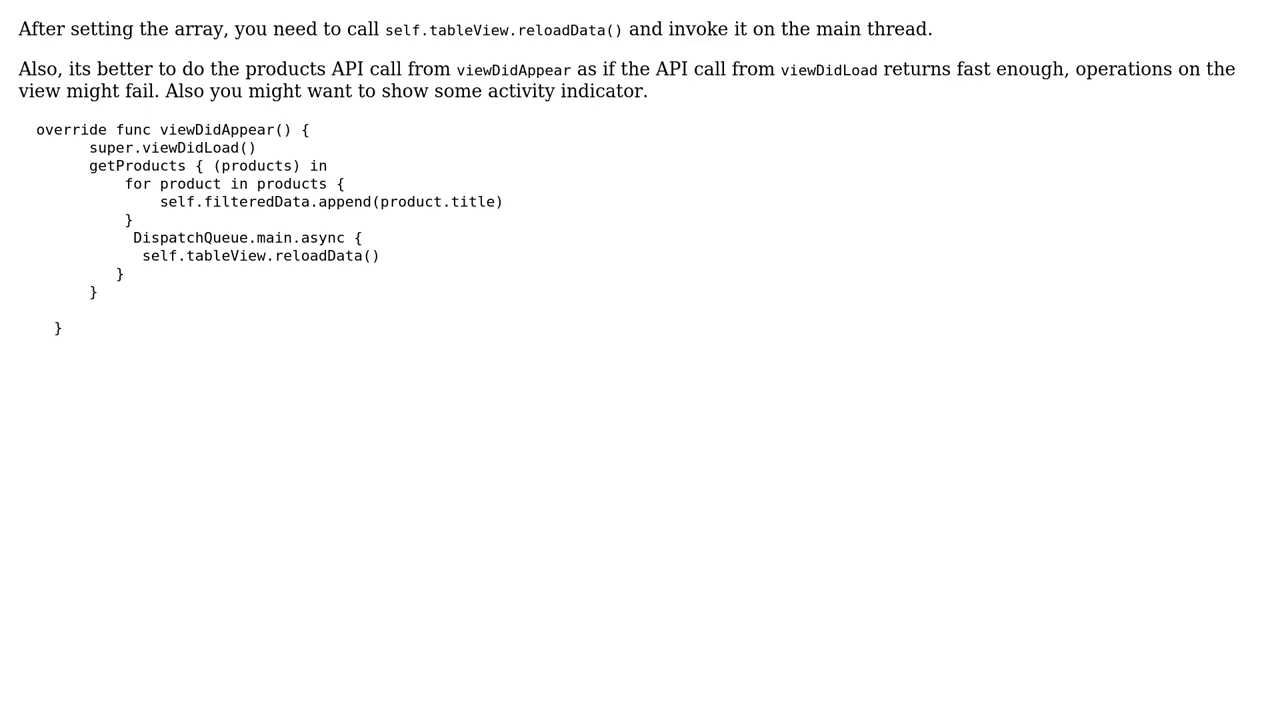 After setting the array, you need to call self.tableView.reloadData() and invoke it on the main thread.
Also, its better to do the products API call from viewDidAppear as if the API call from viewDidLoad returns fast enough, operations on the
view might fail. Also you might want to show some activity indicator.
override func viewDidAppear() {
      super.viewDidLoad()
      getProducts { (products) in
          for product in products {
              self.filteredData.append(product.title)
          }
           DispatchQueue.main.async {
            self.tableView.reloadData()
         }
      }
  }